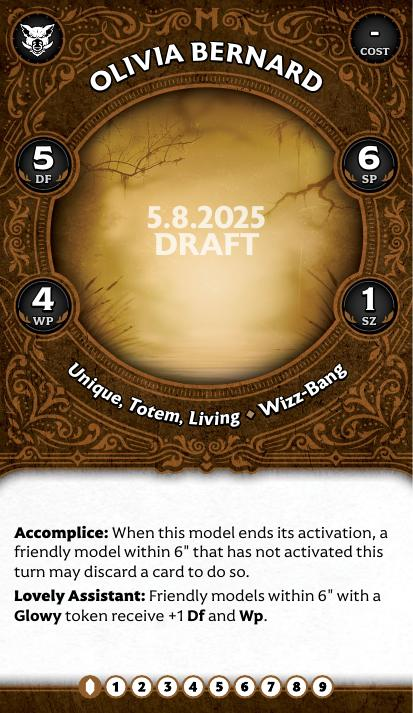 OLIVIA BERNARD
-
COST
5
DF
6
SP
5.8.2025
DRAFT
4
WP
1
SZ
Unique, Totem, Living ⬥ Wizz-Bang
Accomplice: When this model ends its activation, a
friendly model within 6" that has not activated this
turn may discard a card to do so.
Lovely Assistant: Friendly models within 6" with a
Glowy token receive +1 Df and Wp.
1 2 3 4 5 6 7 8 9